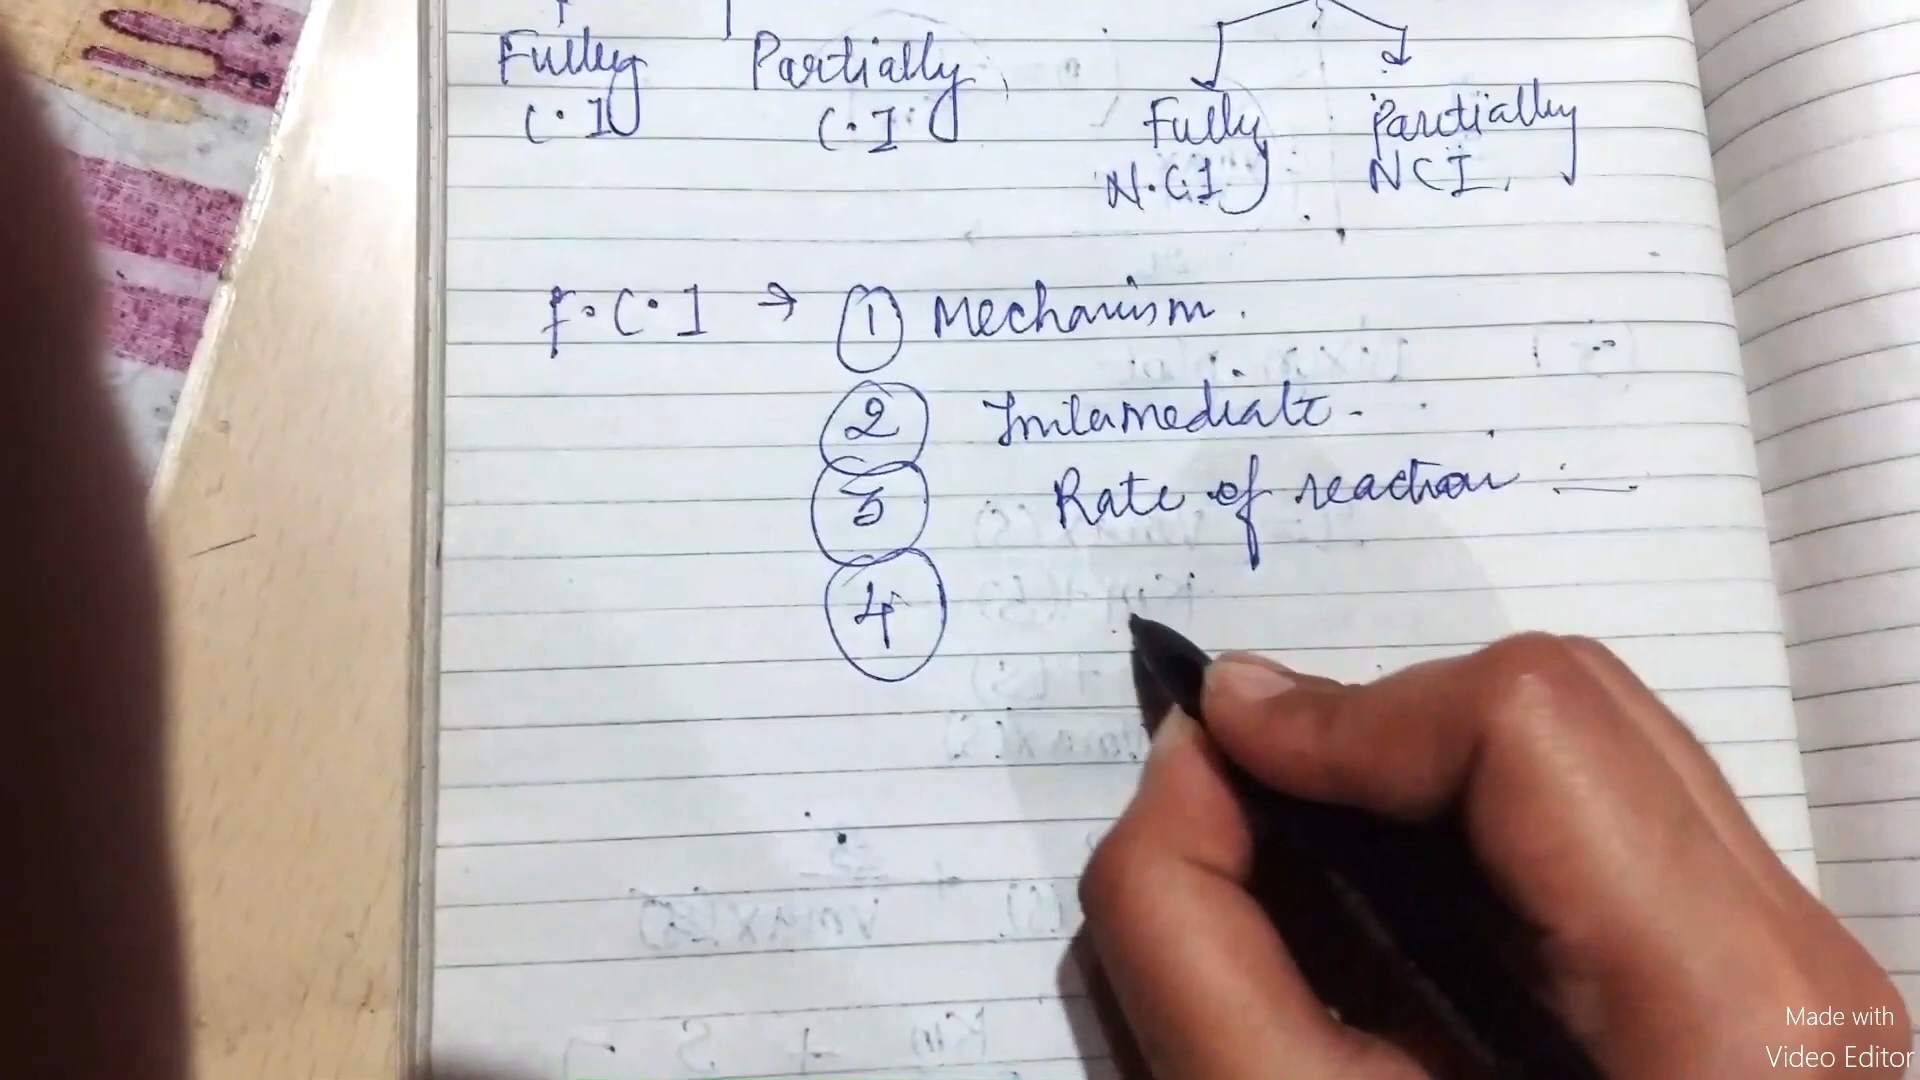 Fully Partially
C.I C.I
Fully Partially
N.C.I NCI
F.C.I → ① Mechanism.
② Intermediate -
③ Rate of reaction :-
④
Made with
Video Editor